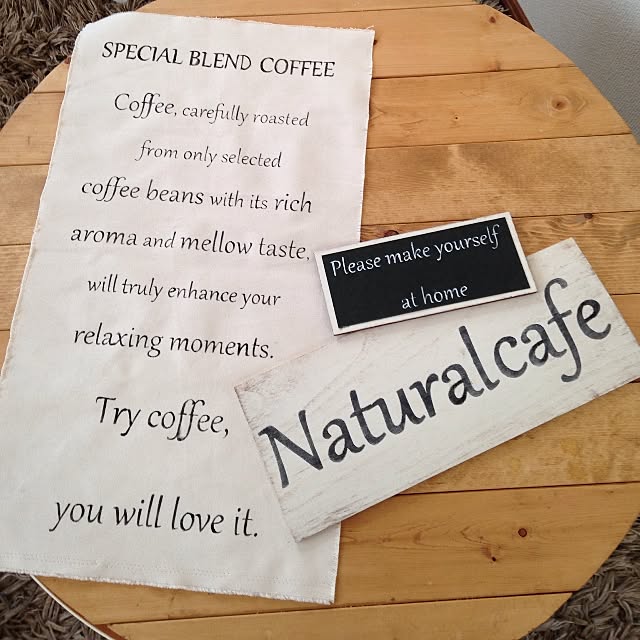 SPECIAL BLEND COFFEE
Coffee, carefully roasted
from only selected
coffee beans with its rich
aroma and mellow taste,
will truly enhance your
relaxing moments.
Try coffee,
you will love it.
Please make yourself
at home
Naturalcafe